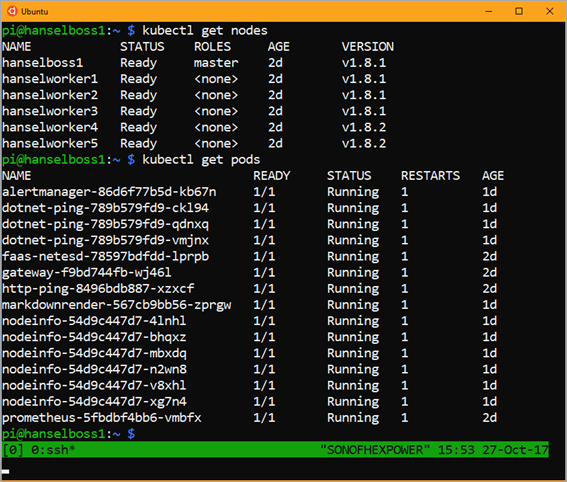 Ubuntu
pi@hanselboss1:~ $ kubectl get nodes
NAME STATUS ROLES AGE VERSION
hanselboss1 Ready master 2d v1.8.1
hanselworker1 Ready <none> 2d v1.8.1
hanselworker2 Ready <none> 2d v1.8.1
hanselworker3 Ready <none> 2d v1.8.1
hanselworker4 Ready <none> 2d v1.8.2
hanselworker5 Ready <none> 2d v1.8.2
pi@hanselboss1:~ $ kubectl get pods
NAME READY STATUS RESTARTS AGE
alertmanager-86d6f77b5d-kb67n 1/1 Running 1 1d
dotnet-ping-789b579fd9-ckl94 1/1 Running 1 1d
dotnet-ping-789b579fd9-qdnxq 1/1 Running 1 1d
dotnet-ping-789b579fd9-vmjnx 1/1 Running 1 1d
faas-netesd-78597bdfdd-lprpb 1/1 Running 1 2d
gateway-f9bd744fb-wj46l 1/1 Running 1 2d
http-ping-8496bdb887-xzxcf 1/1 Running 1 2d
markdownrender-567cb9bb56-zprgw 1/1 Running 1 1d
nodeinfo-54d9c447d7-4lnhl 1/1 Running 1 1d
nodeinfo-54d9c447d7-bhqxz 1/1 Running 1 1d
nodeinfo-54d9c447d7-mbxdq 1/1 Running 1 1d
nodeinfo-54d9c447d7-n2wn8 1/1 Running 1 1d
nodeinfo-54d9c447d7-v8xhl 1/1 Running 1 1d
nodeinfo-54d9c447d7-xg7n4 1/1 Running 1 1d
prometheus-5fbdbf4bb6-vmbfx 1/1 Running 1 2d
pi@hanselboss1:~ $
[0] 0:ssh* "SONOFHEXPOWER" 15:53 27-Oct-17